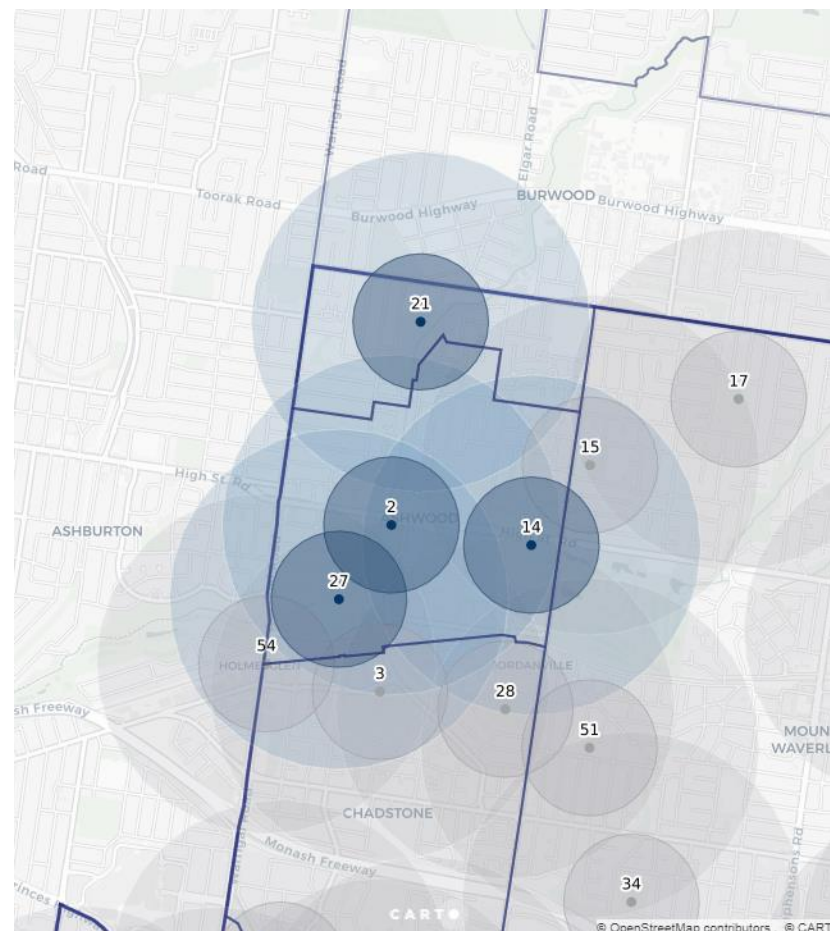 Warrigal Road
Elgar Road
Road
Toorak Road
Burwood Highway
BURWOOD
Burwood Highway
21
17
15
High St. Rd
2
ASHWOOD
14
ASHBURTON
27
54
HOLMESGLEN
JORDANVILLE
3
28
sh Freeway
51
MOUN
WAVERL
CHADSTONE
Monash Freeway
34
CARTO
© OpenStreetMap contributors, © CART